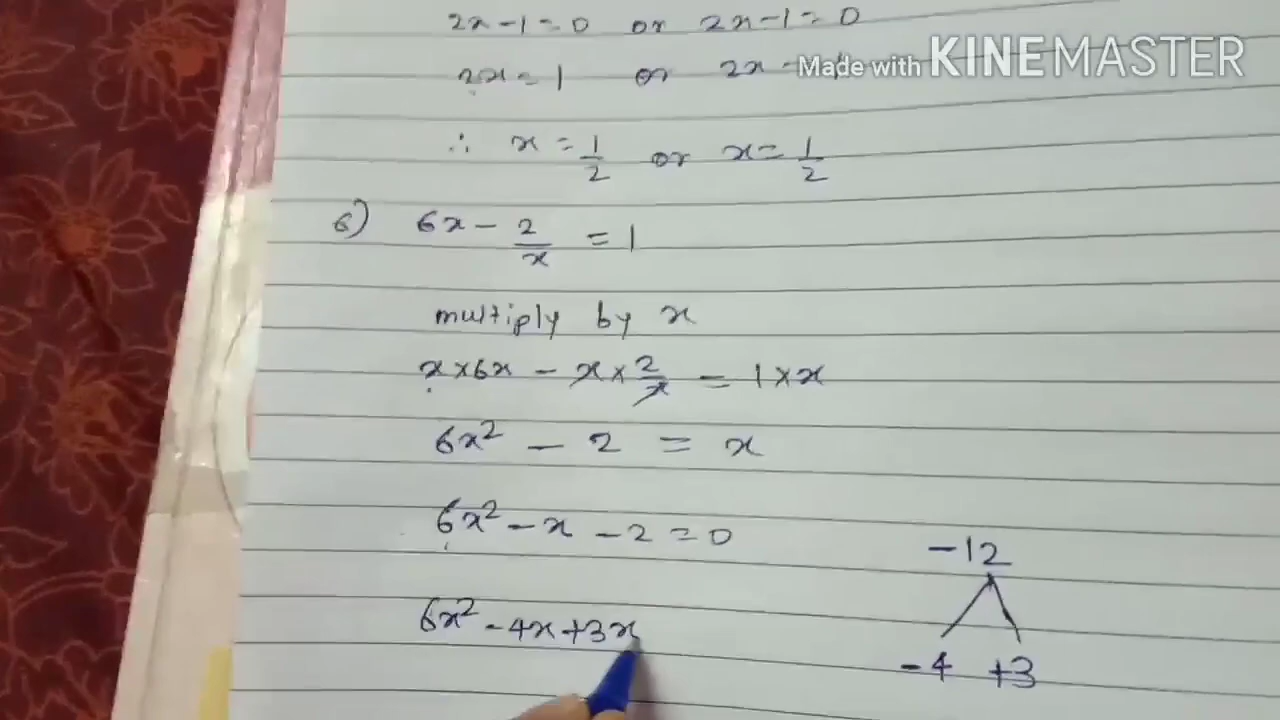 2x - 1 = 0 or 2x - 1 = 0
2x = 1 or 2x =
Made with KINEMASTER
∴ x = 1/2 or x = 1/2
6) 6x - 2/x = 1
multiply by x
x × 6x - x × 2/x = 1 × x
6x² - 2 = x
6x² - x - 2 = 0
-12
6x² - 4x + 3x
-4 +3